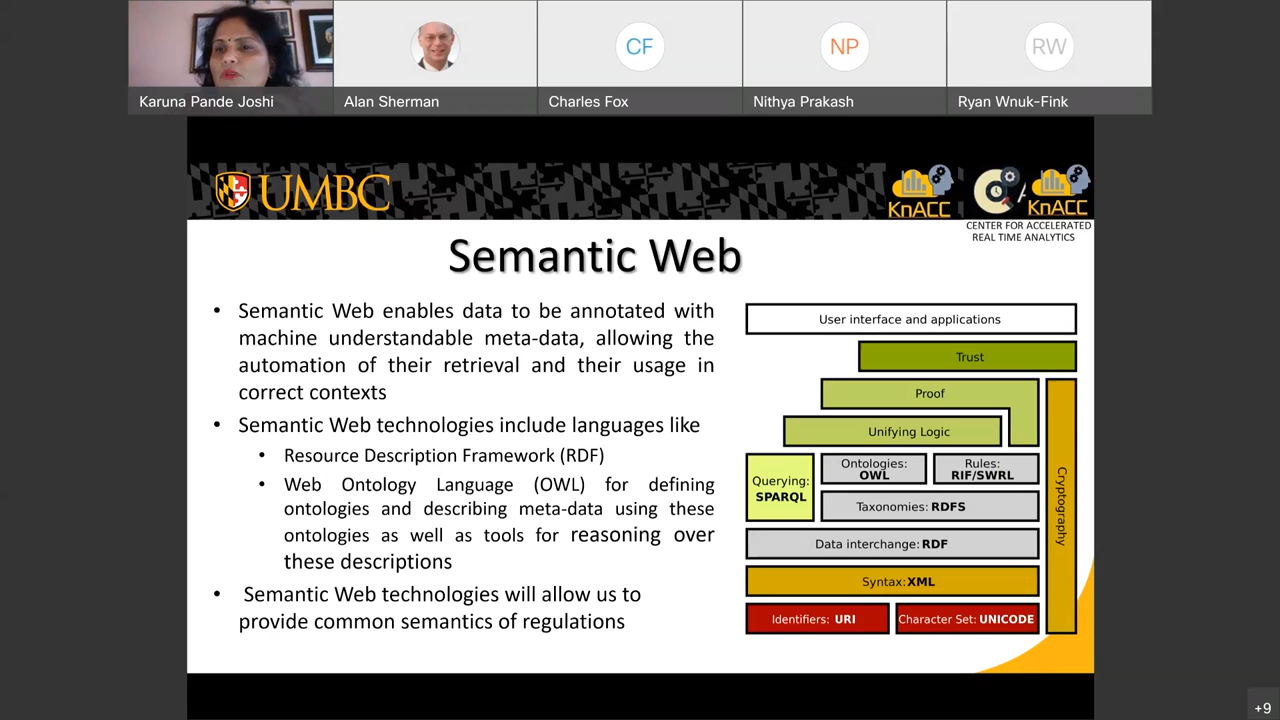 Karuna Pande Joshi
Alan Sherman
CF
Charles Fox
NP
Nithya Prakash
RW
Ryan Wnuk-Fink
UMBC
KnACC
KnACC
CENTER FOR ACCELERATED
REAL TIME ANALYTICS
Semantic Web
• Semantic Web enables data to be annotated with
machine understandable meta-data, allowing the
automation of their retrieval and their usage in
correct contexts
• Semantic Web technologies include languages like
• Resource Description Framework (RDF)
• Web Ontology Language (OWL) for defining
ontologies and describing meta-data using these
ontologies as well as tools for reasoning over
these descriptions
• Semantic Web technologies will allow us to
provide common semantics of regulations
User interface and applications
Trust
Proof
Unifying Logic
Querying:
SPARQL
Ontologies:
OWL
Rules:
RIF/SWRL
Taxonomies: RDFS
Data interchange: RDF
Syntax: XML
Identifiers: URI
Character Set: UNICODE
Cryptography
+9